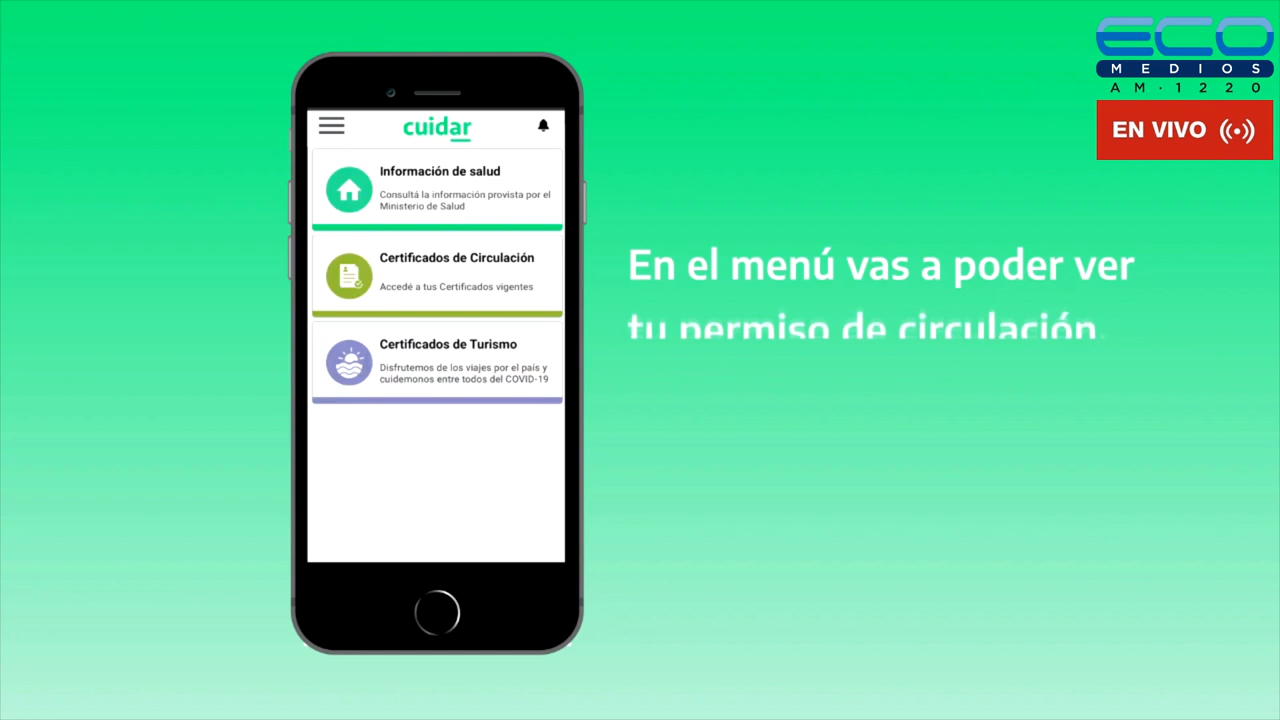 ECO
MEDIOS
AM·1220
EN VIVO
cuidar
Información de salud
Consultá la información provista por el
Ministerio de Salud
Certificados de Circulación
Accedé a tus Certificados vigentes
Certificados de Turismo
Disfrutemos de los viajes por el país y
cuidemonos entre todos del COVID-19
En el menú vas a poder ver
tu permiso de circulación.